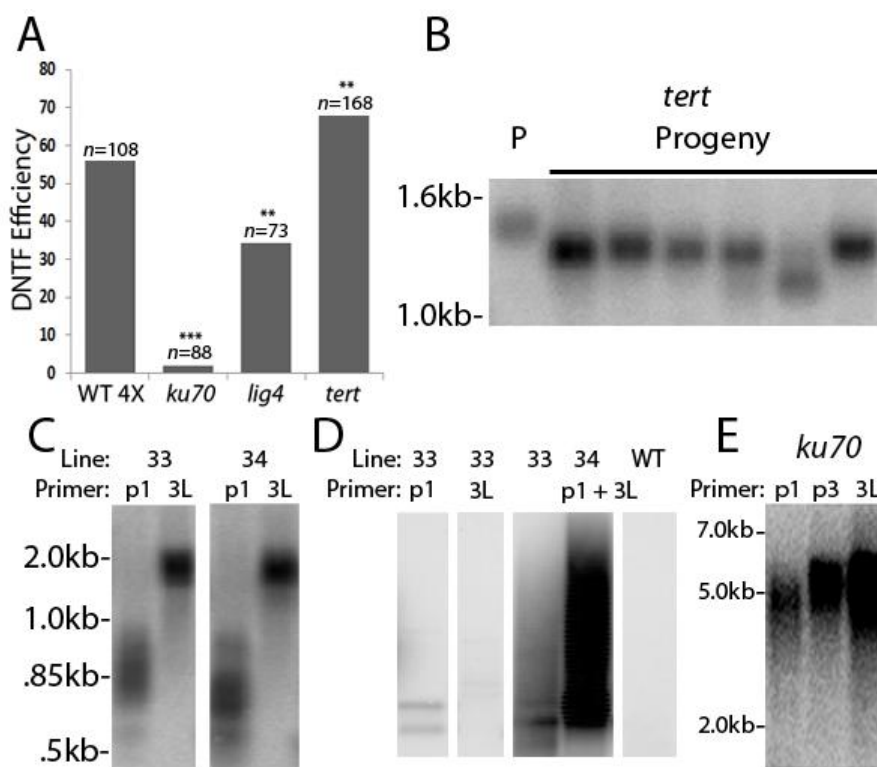 A
DNTF Efficiency
80
70
60
50
40
30
20
10
0
n=108
***
n=88
**
n=73
**
n=168
WT 4X ku70 lig4 tert
B
tert
P Progeny
1.6kb-
1.0kb-
C
Line: 33 34
Primer: p1 3L p1 3L
2.0kb-
1.0kb-
.85kb-
.5kb-
D
Line: 33 33 33 34 WT
Primer: p1 3L p1 + 3L
E
ku70
Primer: p1 p3 3L
7.0kb-
5.0kb-
2.0kb-